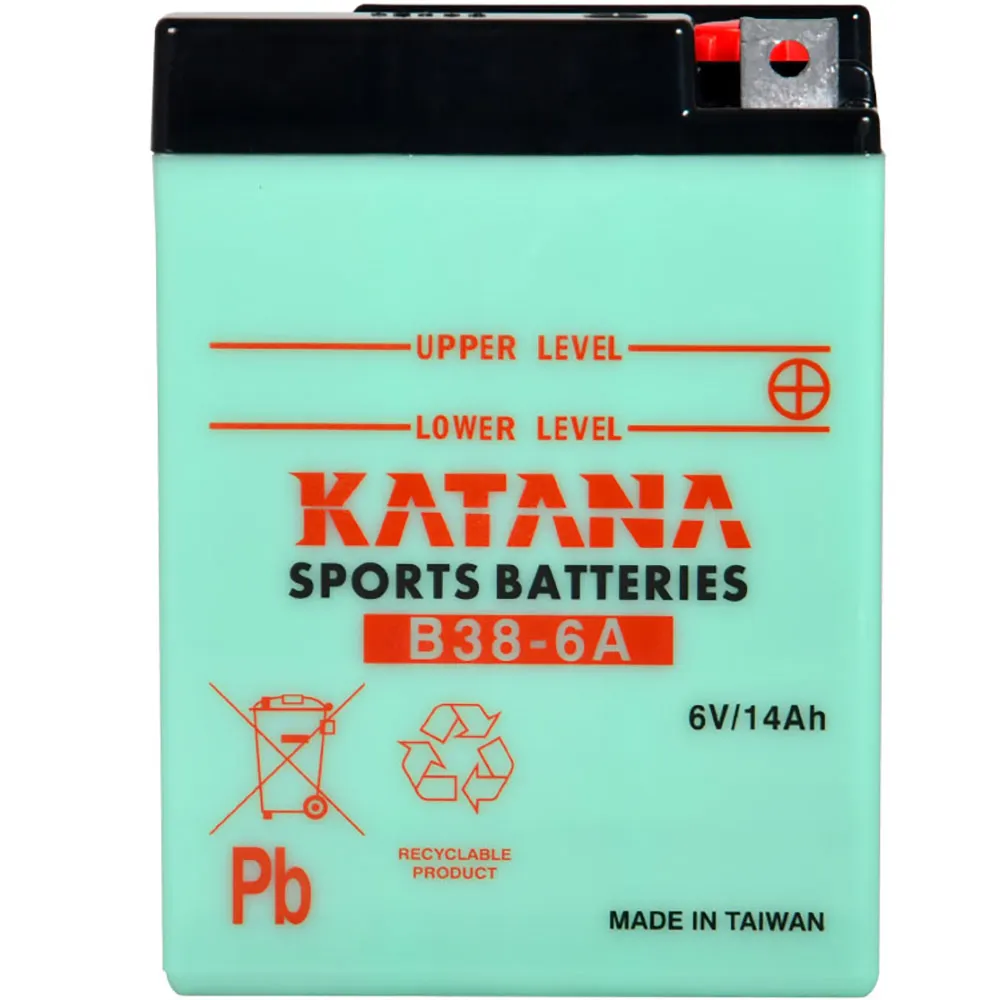 UPPER LEVEL
LOWER LEVEL
KATANA
SPORTS BATTERIES
B38-6A
6V/14Ah
RECYCLABLE
PRODUCT
Pb
MADE IN TAIWAN